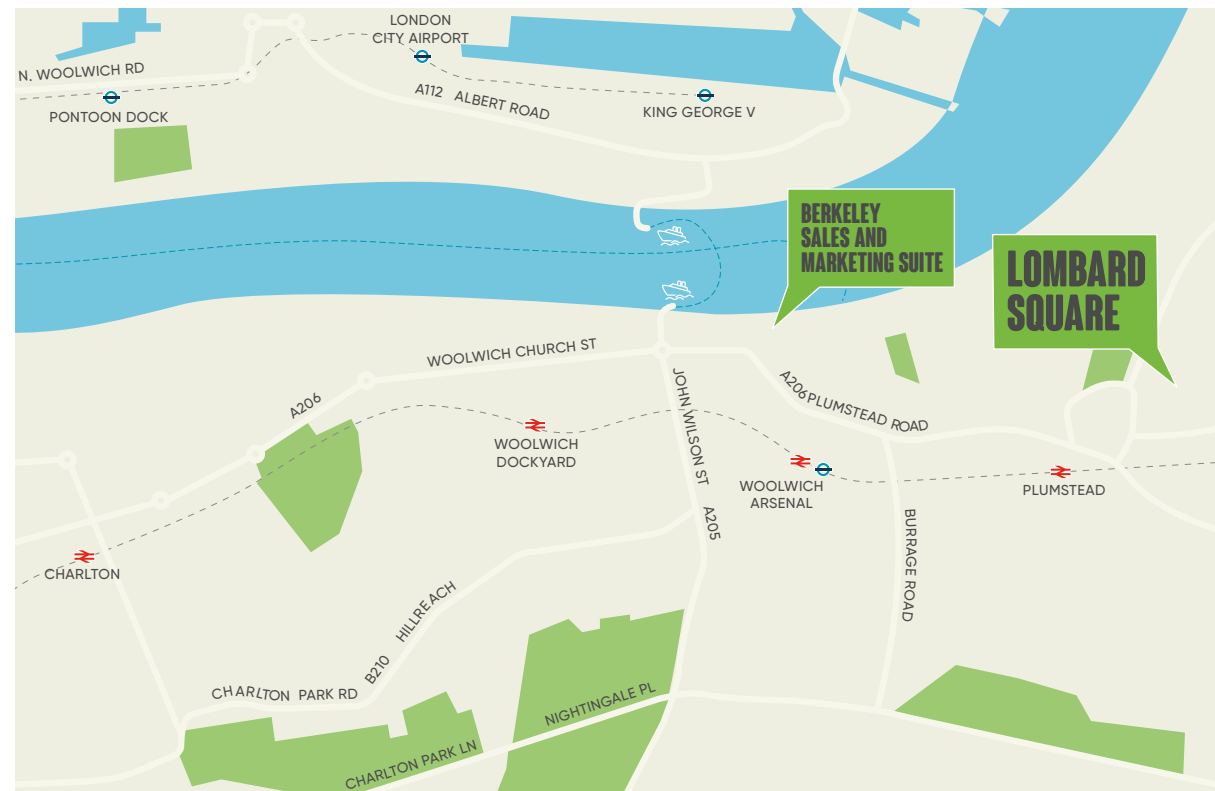 LONDON
CITY AIRPORT
N. WOOLWICH RD
PONTOON DOCK
A112 ALBERT ROAD
KING GEORGE V
BERKELEY
SALES AND
MARKETING SUITE
LOMBARD
SQUARE
WOOLWICH CHURCH ST
A206
JOHN WILSON ST
A205
A206
PLUMSTEAD ROAD
WOOLWICH
DOCKYARD
WOOLWICH
ARSENAL
PLUMSTEAD
CHARLTON
BURRAGE ROAD
HILLREACH
B210
CHARLTON PARK RD
NIGHTINGALE PL
CHARLTON PARK LN